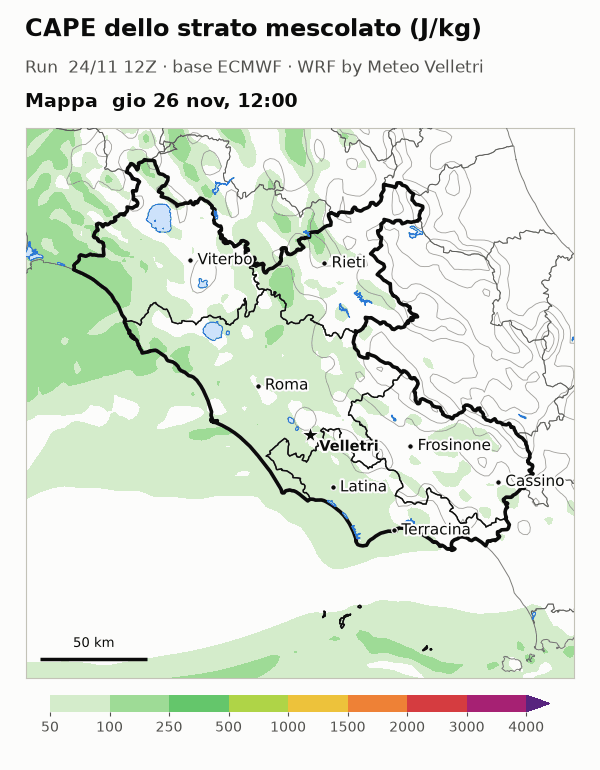 CAPE dello strato mescolato (J/kg)
Run  24/11 12Z · base ECMWF · WRF by Meteo Velletri
Mappa  gio 26 nov, 12:00
Viterbo
Rieti
Roma
Velletri
Frosinone
Cassino
Latina
Terracina
50 km
50 100 250 500 1000 1500 2000 3000 4000